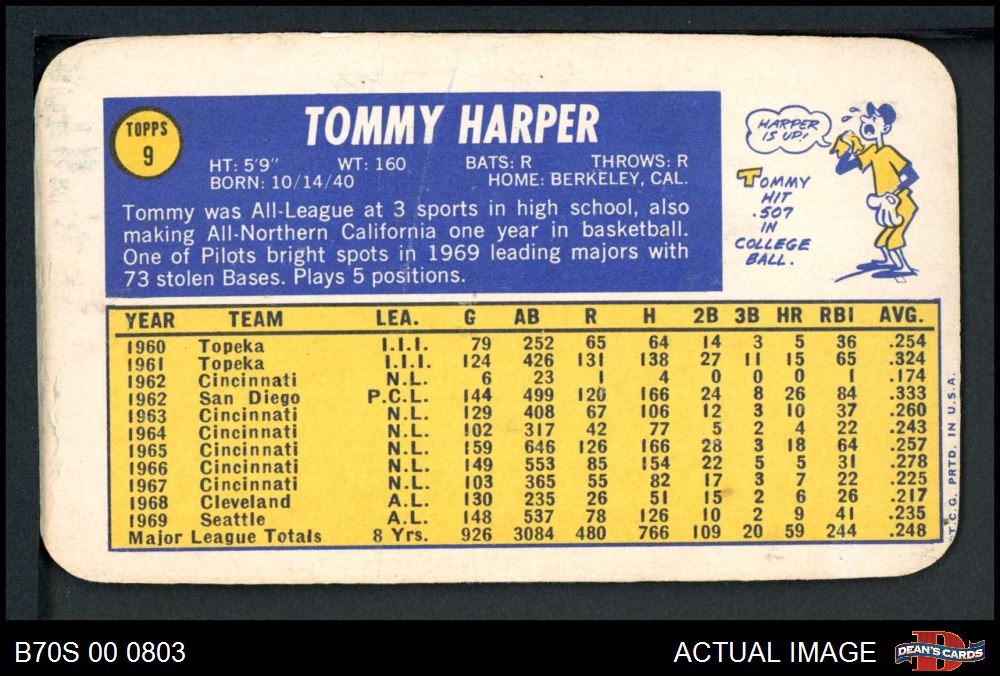 TOPPS
9
TOMMY HARPER
HT: 5'9" WT: 160 BATS: R THROWS: R
BORN: 10/14/40 HOME: BERKELEY, CAL.
Tommy was All-League at 3 sports in high school, also
making All-Northern California one year in basketball.
One of Pilots bright spots in 1969 leading majors with
73 stolen Bases. Plays 5 positions.
HARPER
IS UP!
TOMMY
HIT
.507
IN
COLLEGE
BALL.
YEAR TEAM LEA. G AB R H 2B 3B HR RBI AVG.
1960 Topeka I.I.I. 79 252 65 64 14 3 5 36 .254
1961 Topeka I.I.I. 124 426 131 138 27 11 15 65 .324
1962 Cincinnati N.L. 6 23 1 4 0 0 0 1 .174
1962 San Diego P.C.L. 144 499 120 166 24 8 26 84 .333
1963 Cincinnati N.L. 129 408 67 106 12 3 10 37 .260
1964 Cincinnati N.L. 102 317 42 77 5 2 4 22 .243
1965 Cincinnati N.L. 159 646 126 166 28 3 18 64 .257
1966 Cincinnati N.L. 149 553 85 154 22 5 5 31 .278
1967 Cincinnati N.L. 103 365 55 82 17 3 7 22 .225
1968 Cleveland A.L. 130 235 26 51 15 2 6 26 .217
1969 Seattle A.L. 148 537 78 126 10 2 9 41 .235
Major League Totals 8 Yrs. 926 3084 480 766 109 20 59 244 .248
T.C.G. PRTD. IN U.S.A.
B70S 00 0803
ACTUAL IMAGE
D
DEAN'S CARDS